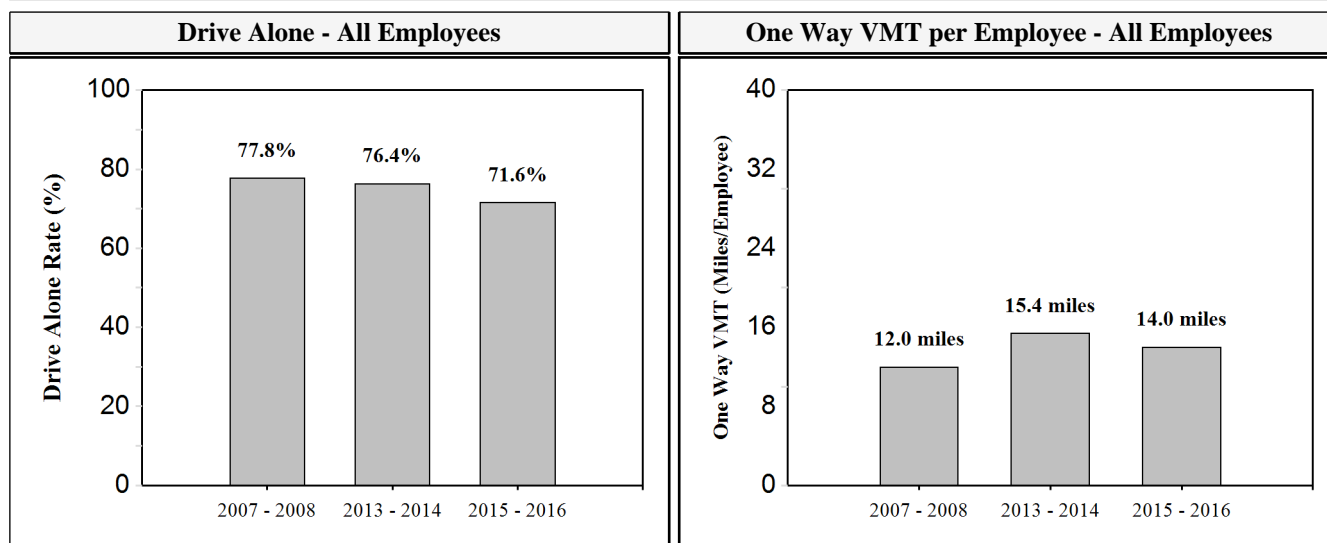 Drive Alone - All Employees
One Way VMT per Employee - All Employees
Drive Alone Rate (%)
100
80
60
40
20
0
77.8%
76.4%
71.6%
2007 - 2008
2013 - 2014
2015 - 2016
One Way VMT (Miles/Employee)
40
32
24
16
8
0
12.0 miles
15.4 miles
14.0 miles
2007 - 2008
2013 - 2014
2015 - 2016